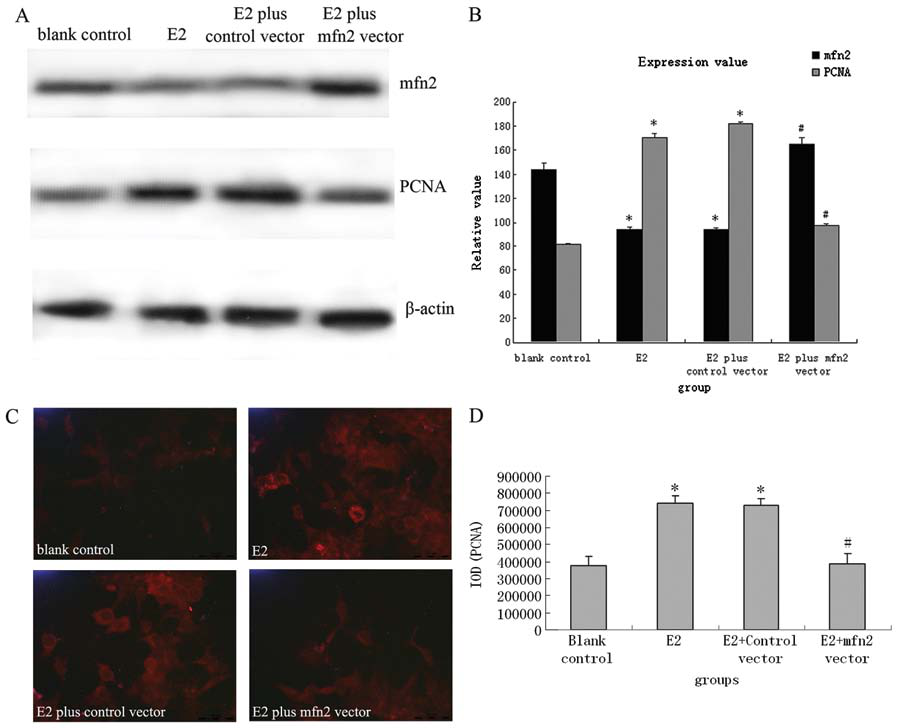 A
blank control
E2
E2 plus
control vector
E2 plus
mfn2 vector
mfn2
PCNA
β-actin
B
Expression value
mfn2
PCNA
Relative value
200
180
160
140
120
100
80
60
40
20
0
*
*
*
*
#
#
blank control
E2
E2 plus
control vector
E2 plus mfn2
vector
group
C
blank control
E2
E2 plus control vector
E2 plus mfn2 vector
D
IOD (PCNA)
900000
800000
700000
600000
500000
400000
300000
200000
100000
0
*
*
#
Blank
control
E2
E2+Control
vector
E2+mfn2
vector
groups